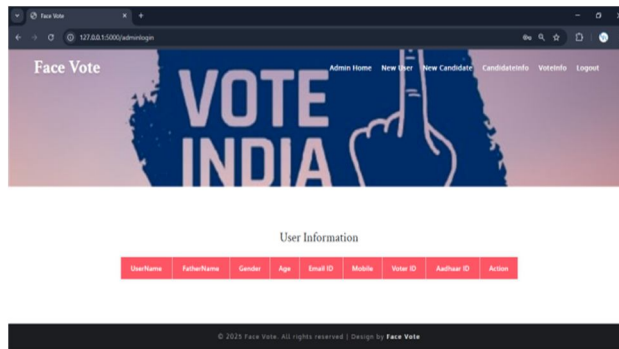 Face Vote
127.0.0.1:5000/adminlogin
Face Vote
Admin Home New User New Candidate CandidateInfo VoteInfo Logout
VOTE
INDIA
User Information
UserName FatherName Gender Age Email ID Mobile Voter ID Aadhaar ID Action
© 2025 Face Vote. All rights reserved | Design by Face Vote